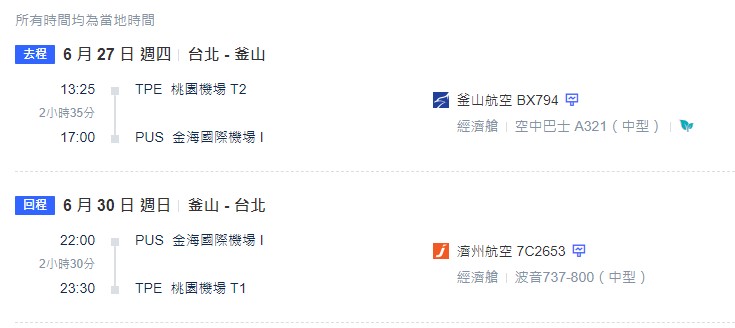 所有時間均為當地時間
去程 6 月 27 日 週四 台北 - 釜山
13:25 TPE 桃園機場 T2
2小時35分
17:00 PUS 金海國際機場 I
釜山航空 BX794
經濟艙 空中巴士 A321（中型）
回程 6 月 30 日 週日 釜山 - 台北
22:00 PUS 金海國際機場 I
2小時30分
23:30 TPE 桃園機場 T1
濟州航空 7C2653
經濟艙 波音737-800（中型）